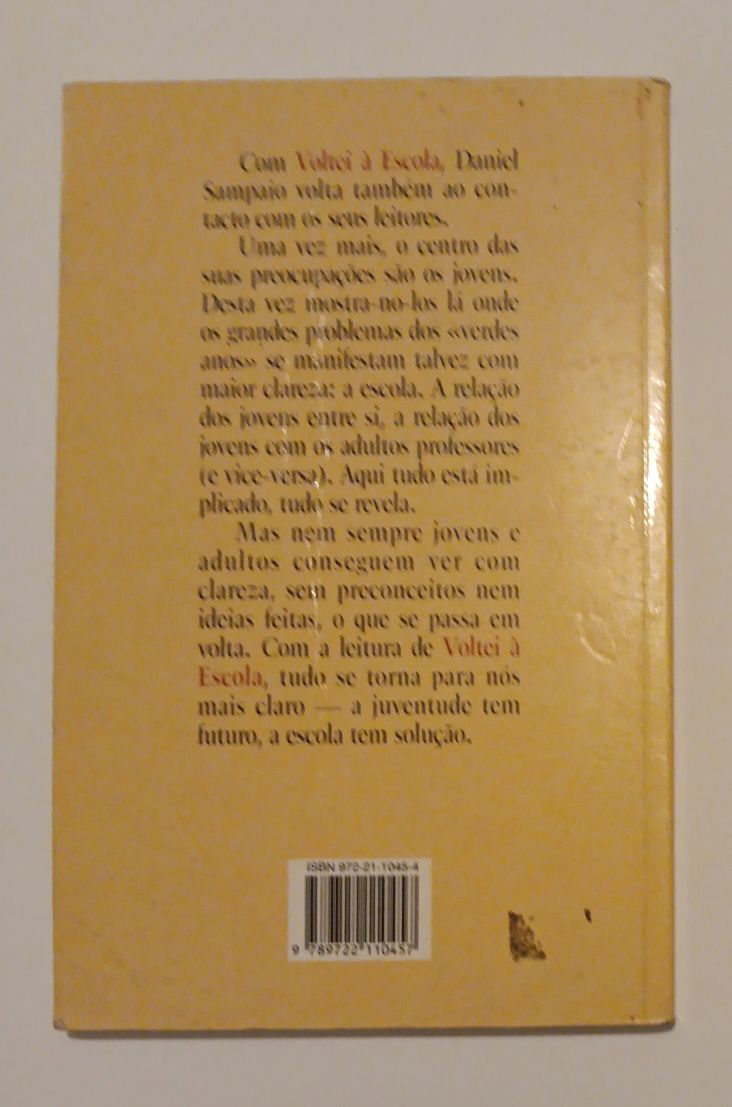 Com Voltei à Escola, Daniel
Sampaio volta também ao con-
tacto com os seus leitores.
Uma vez mais, o centro das
suas preocupações são os jovens.
Desta vez mostra-no-los lá onde
os grandes problemas dos «verdes
anos» se manifestam talvez com
maior clareza: a escola. A relação
dos jovens entre si, a relação dos
jovens com os adultos professores
(e vice-versa). Aqui tudo está im-
plicado, tudo se revela.
Mas nem sempre jovens e
adultos conseguem ver com
clareza, sem preconceitos nem
ideias feitas, o que se passa em
volta. Com a leitura de Voltei à
Escola, tudo se torna para nós
mais claro — a juventude tem
futuro, a escola tem solução.
ISBN 972-21-1045-4
9 789722 110457